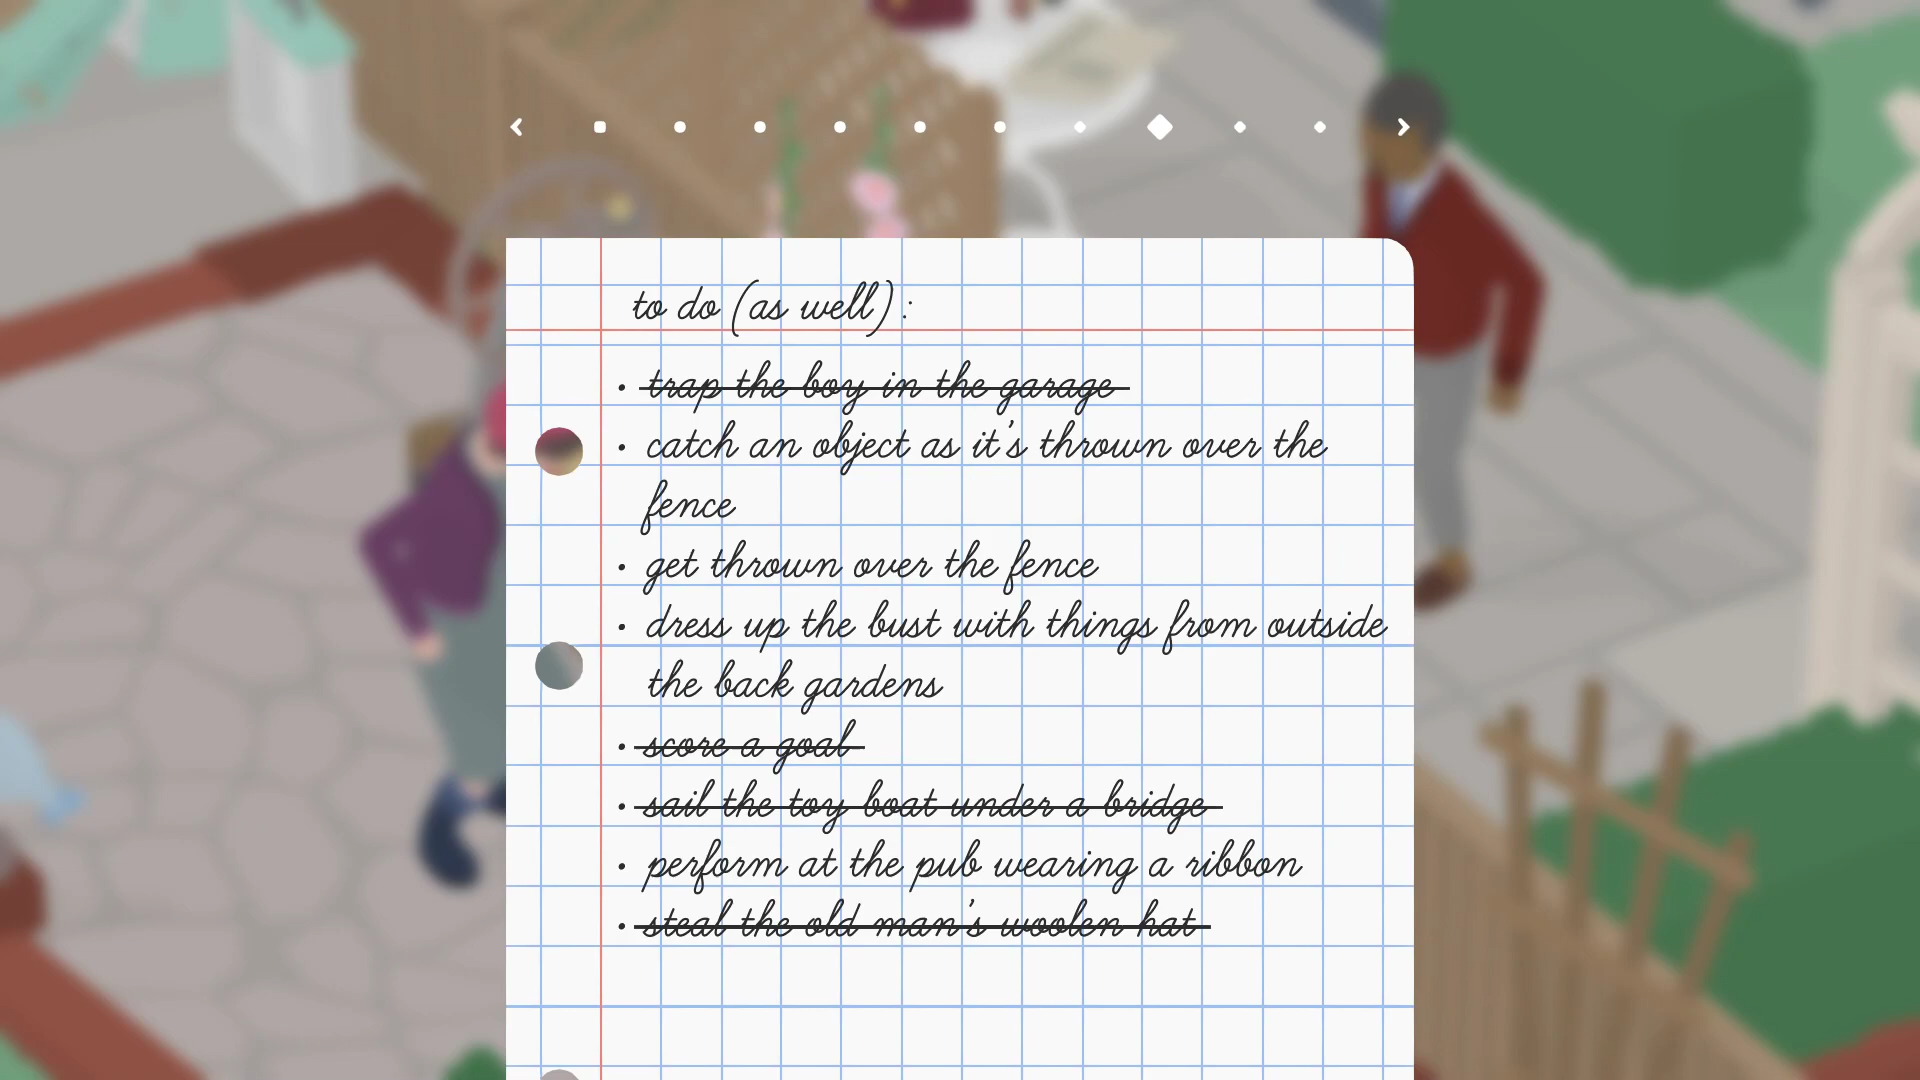 to do (as well) :
• trap the boy in the garage
• catch an object as it's thrown over the
fence
• get thrown over the fence
• dress up the bust with things from outside
the back gardens
• score a goal
• sail the toy boat under a bridge
• perform at the pub wearing a ribbon
• steal the old man's woolen hat